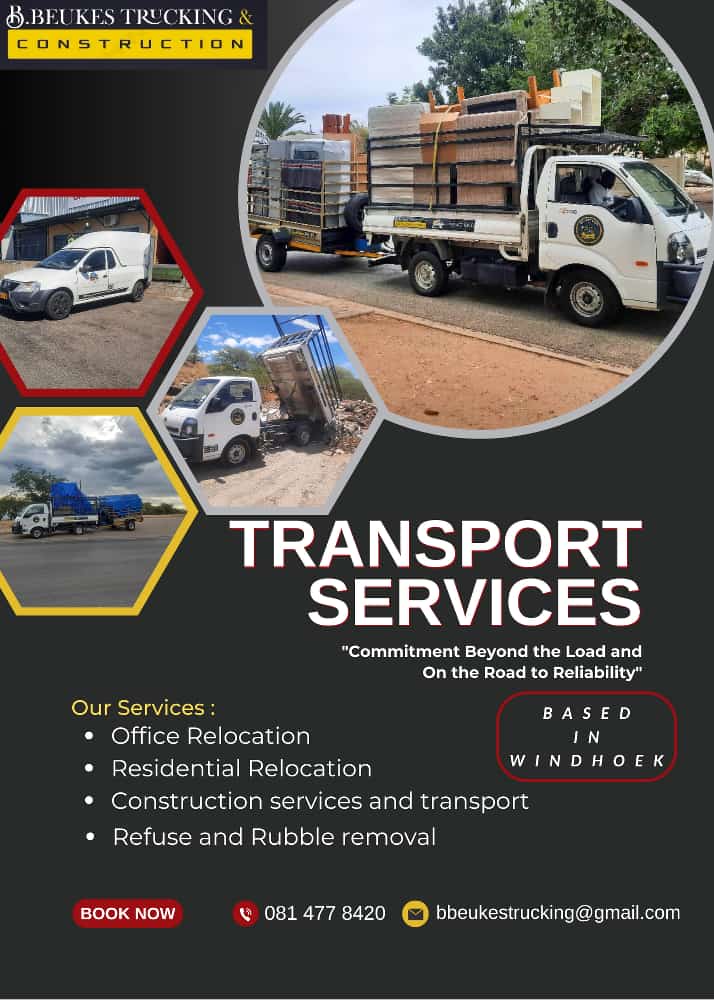 B.BEUKES TRUCKING &
CONSTRUCTION
TRANSPORT
SERVICES
"Commitment Beyond the Load and
On the Road to Reliability"
BASED
IN
WINDHOEK
Our Services :
• Office Relocation
• Residential Relocation
• Construction services and transport
• Refuse and Rubble removal
BOOK NOW
081 477 8420
bbeukestrucking@gmail.com